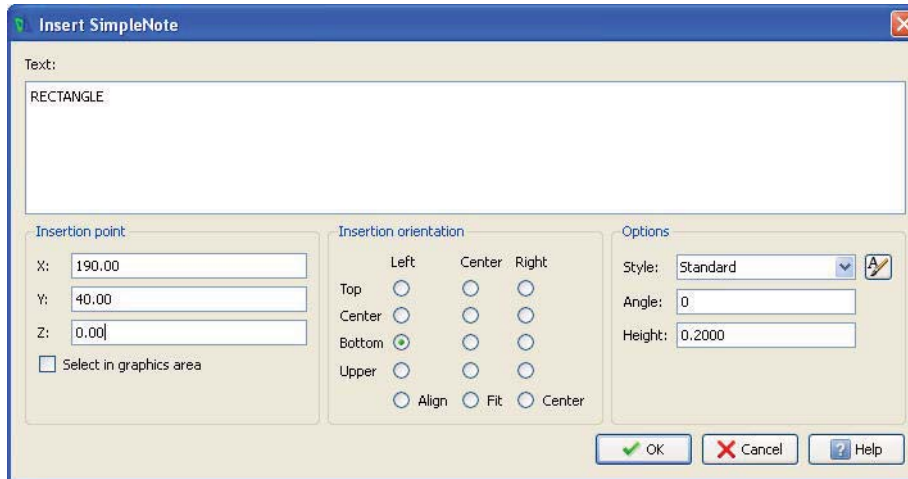 Insert SimpleNote
Text:
RECTANGLE
Insertion point
X: 190.00
Y: 40.00
Z: 0.00
Select in graphics area
Insertion orientation
Left Center Right
Top
Center
Bottom
Upper
Align Fit Center
Options
Style: Standard
Angle: 0
Height: 0.2000
OK Cancel Help